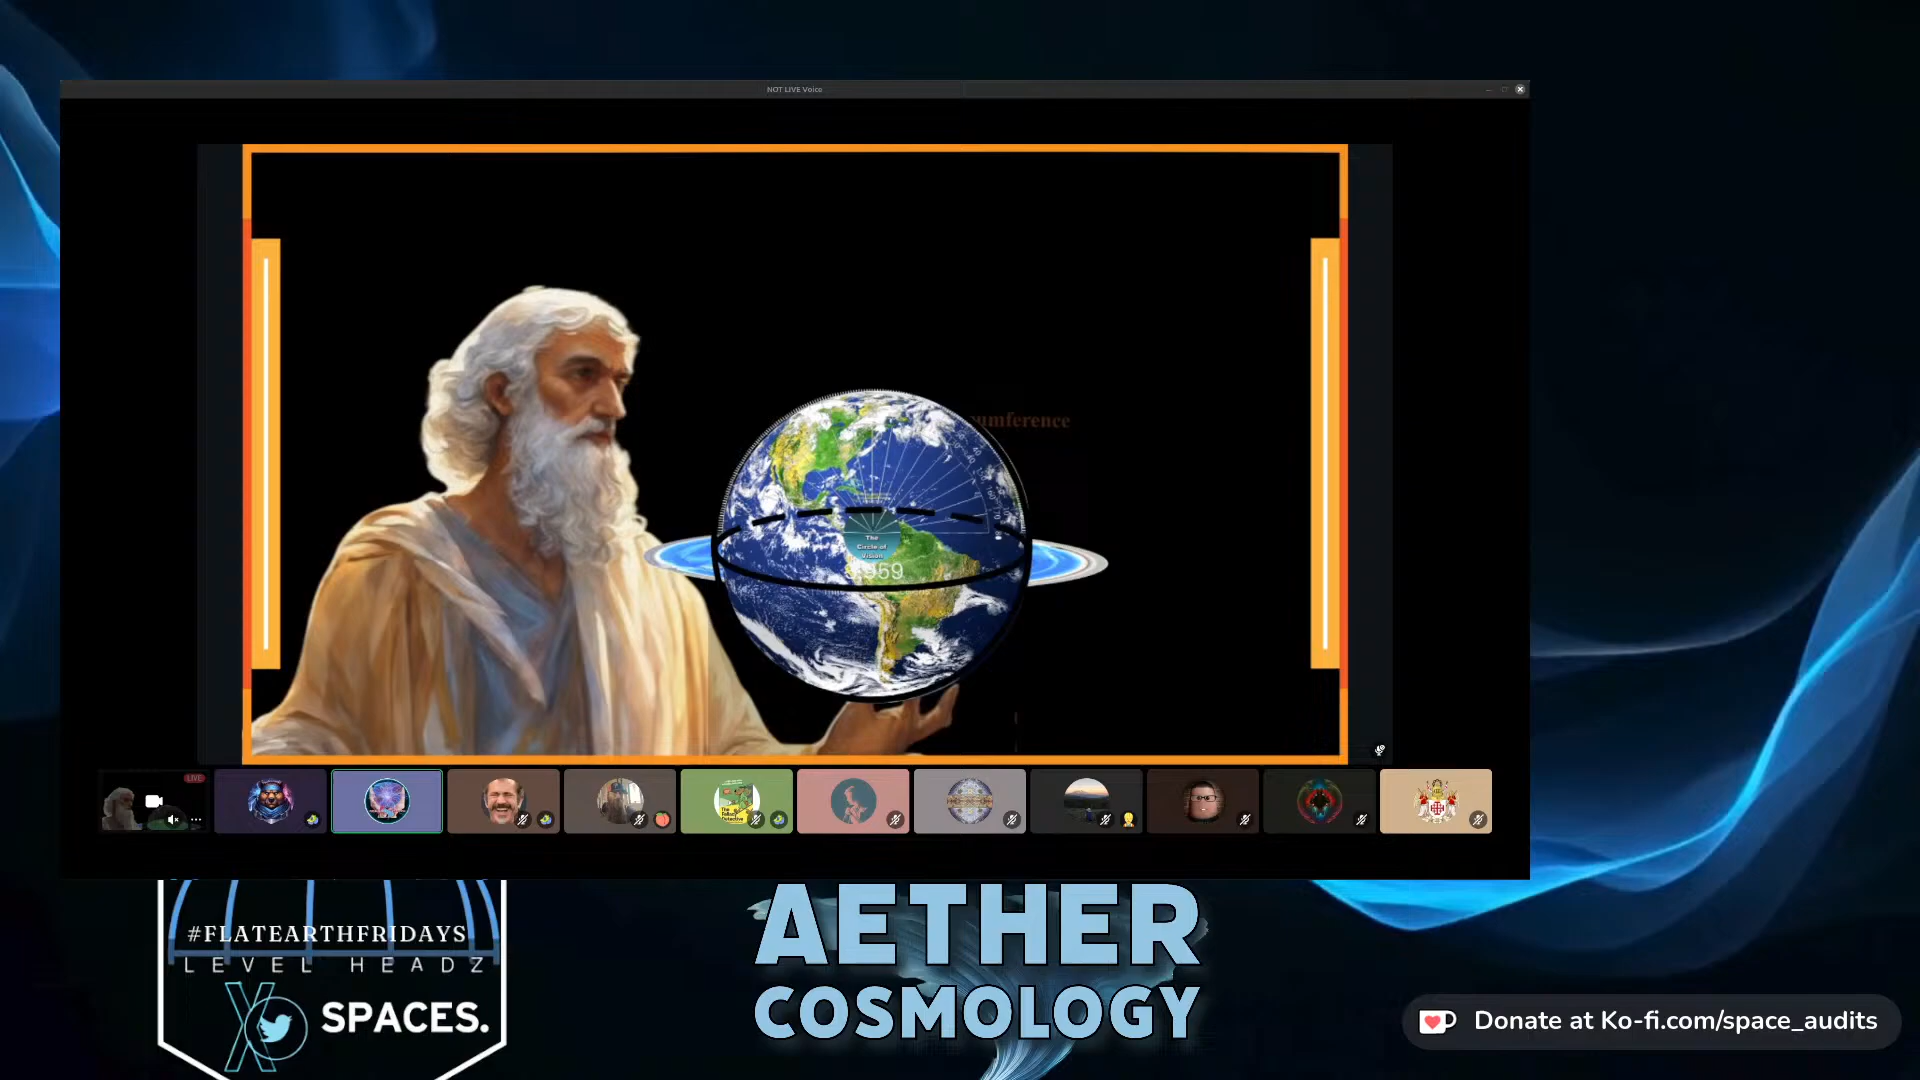 NOT LIVE Voice
umference
The
Circle of
Vision
959
LIVE
#FLATEARTHFRIDAYS
LEVEL HEADZ
X SPACES.
AETHER
COSMOLOGY
Donate at Ko-fi.com/space_audits